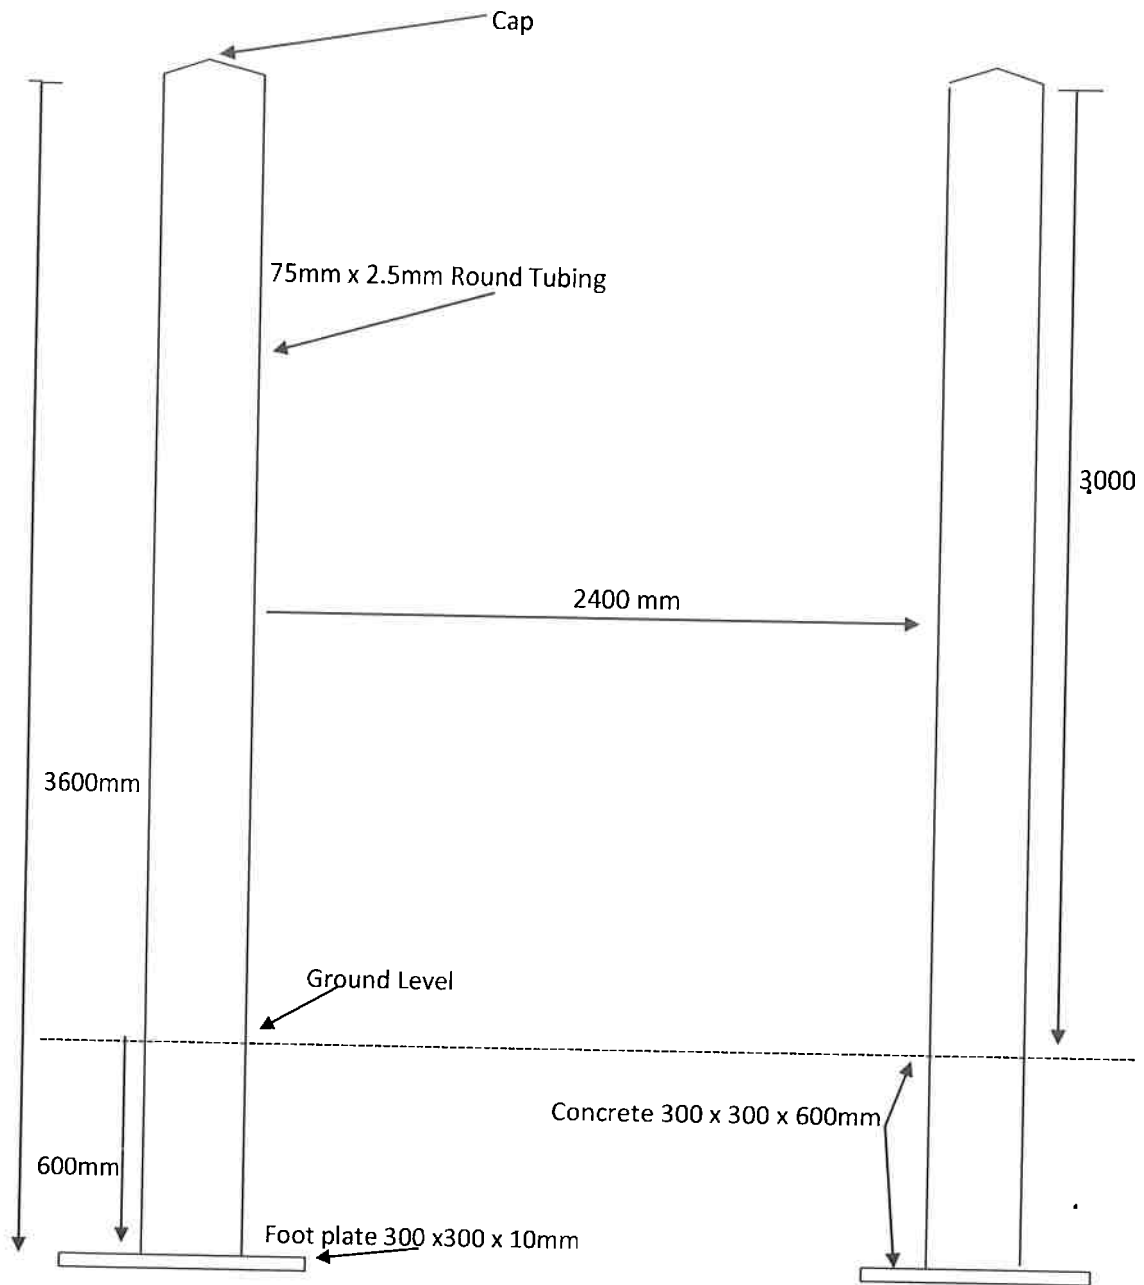 Cap
75mm x 2.5mm Round Tubing
3000
2400 mm
3600mm
Ground Level
Concrete 300 x 300 x 600mm
600mm
Foot plate 300 x300 x 10mm